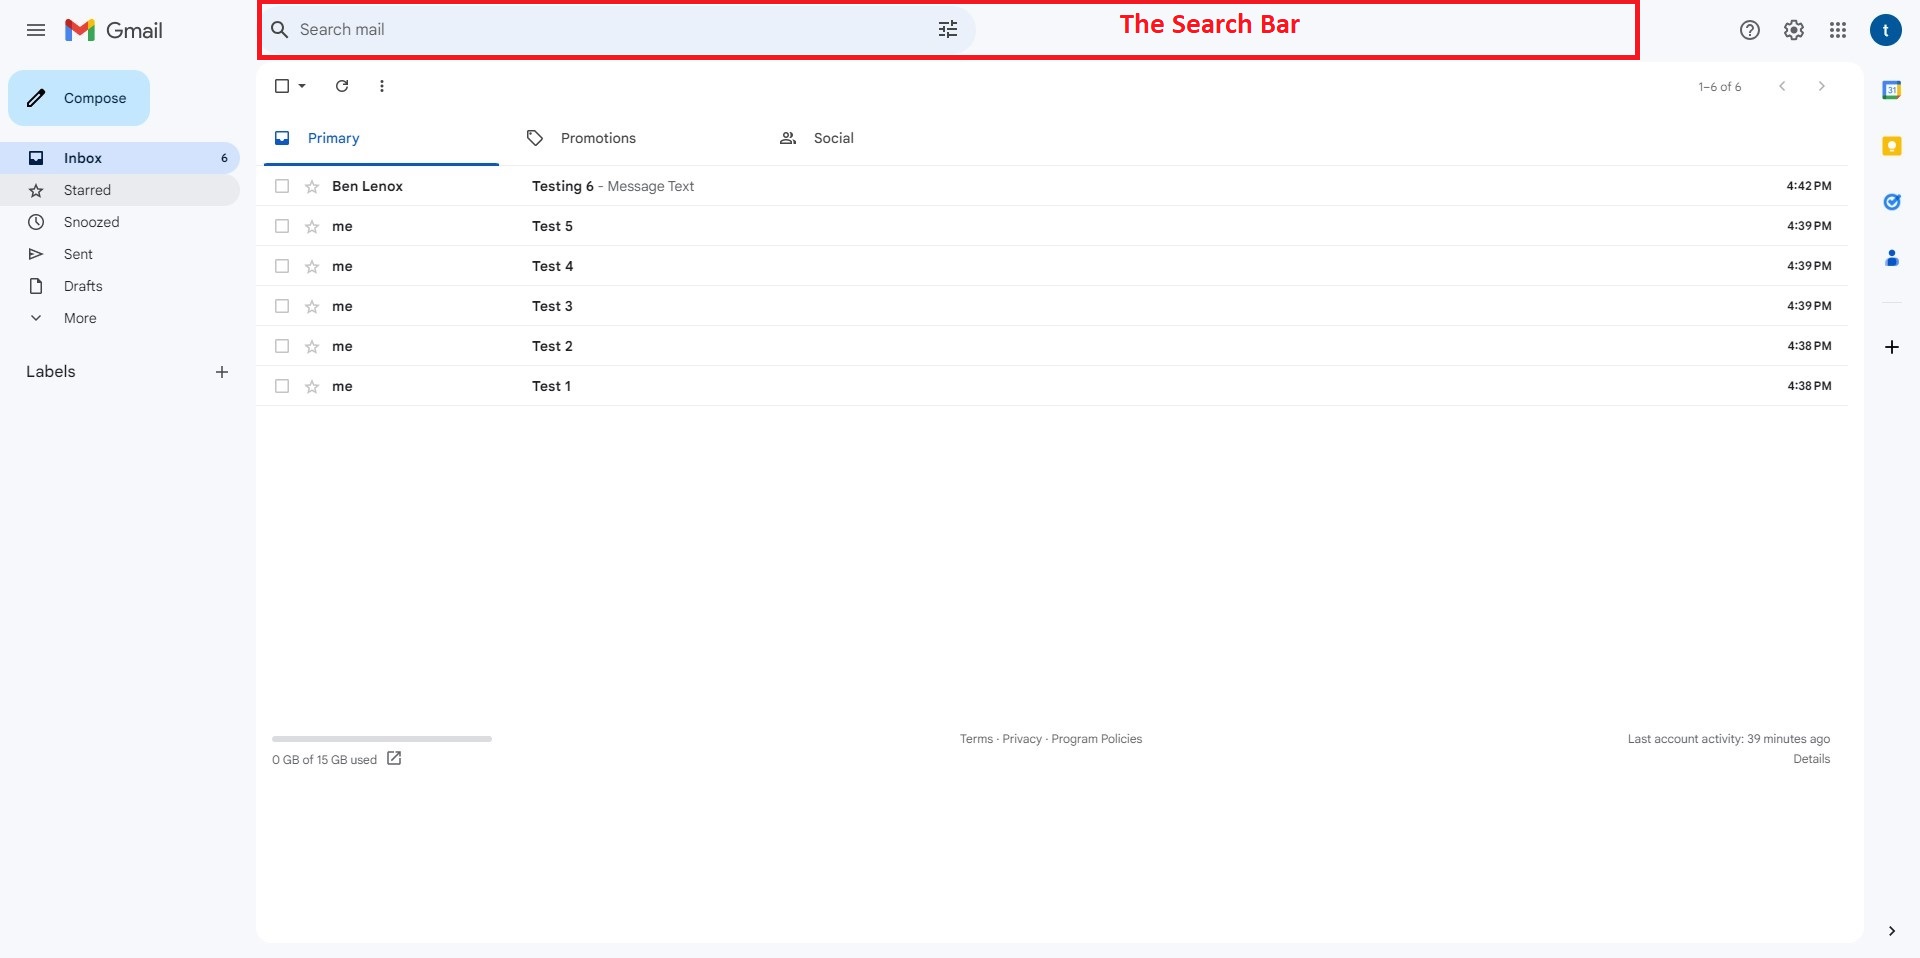 Gmail
Search mail
The Search Bar
t
Compose
1–6 of 6
31
Inbox 6
Starred
Snoozed
Sent
Drafts
More
Labels
Primary Promotions Social
Ben Lenox Testing 6 - Message Text 4:42 PM
me Test 5 4:39 PM
me Test 4 4:39 PM
me Test 3 4:39 PM
me Test 2 4:38 PM
me Test 1 4:38 PM
0 GB of 15 GB used
Terms · Privacy · Program Policies
Last account activity: 39 minutes ago
Details